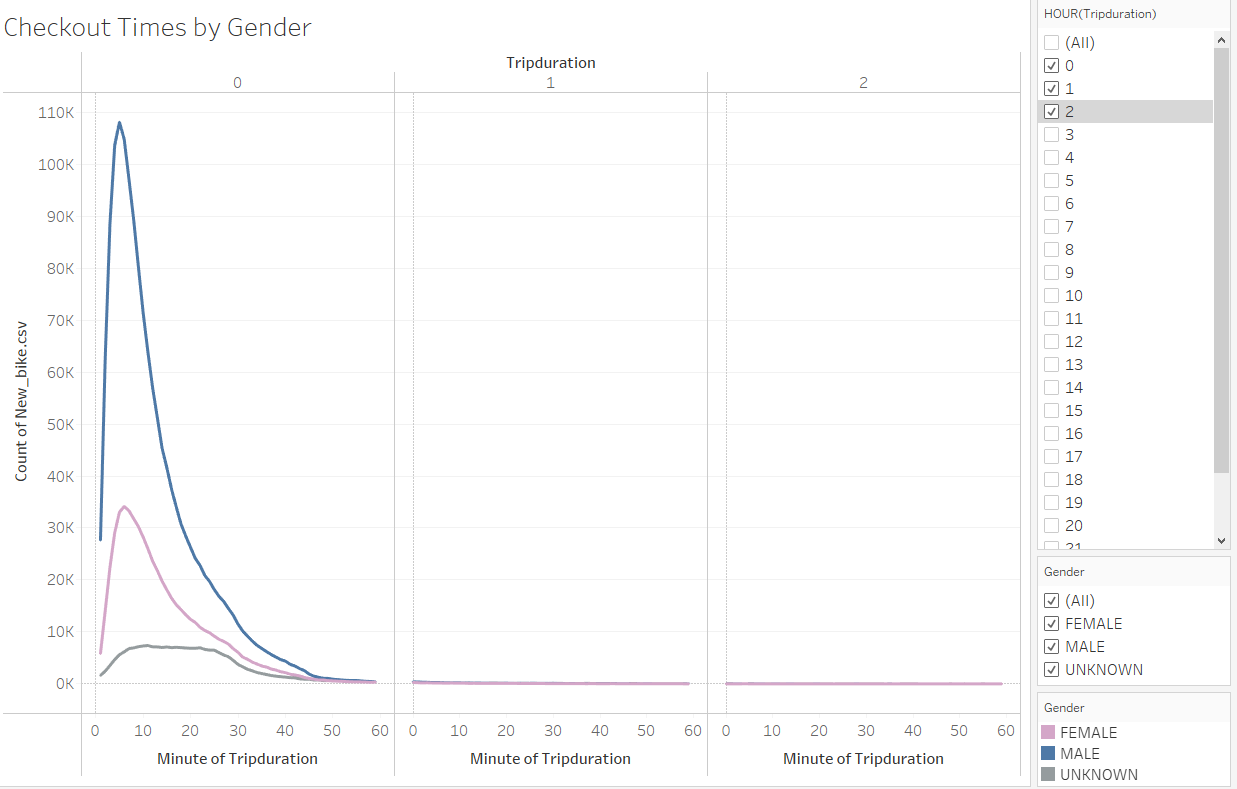 Checkout Times by Gender
Tripduration
0 1 2
110K
100K
90K
80K
70K
60K
50K
40K
30K
20K
10K
0K
Count of New_bike.csv
0 10 20 30 40 50 60 0 10 20 30 40 50 60 0 10 20 30 40 50 60
Minute of Tripduration Minute of Tripduration Minute of Tripduration
HOUR(Tripduration)
(All)
0
1
2
3
4
5
6
7
8
9
10
11
12
13
14
15
16
17
18
19
20
21
Gender
(All)
FEMALE
MALE
UNKNOWN
Gender
FEMALE
MALE
UNKNOWN